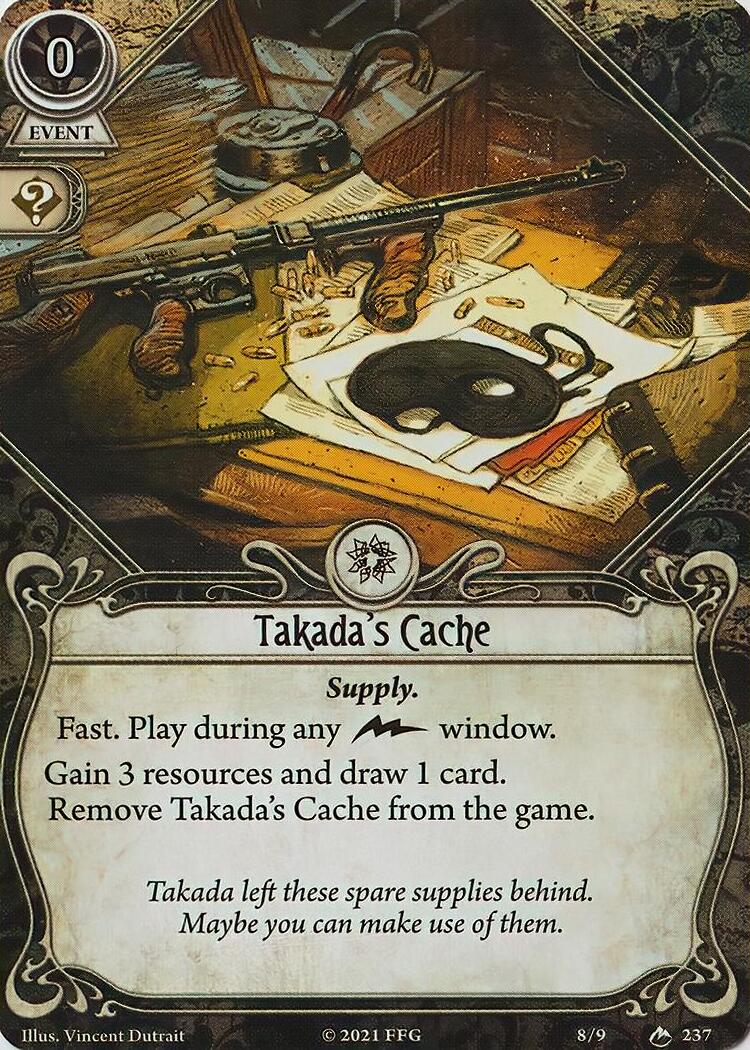 0
EVENT
?
Takada's Cache
Supply.
Fast. Play during any window.
Gain 3 resources and draw 1 card.
Remove Takada's Cache from the game.
Takada left these spare supplies behind.
Maybe you can make use of them.
Illus. Vincent Dutrait © 2021 FFG 8/9 237